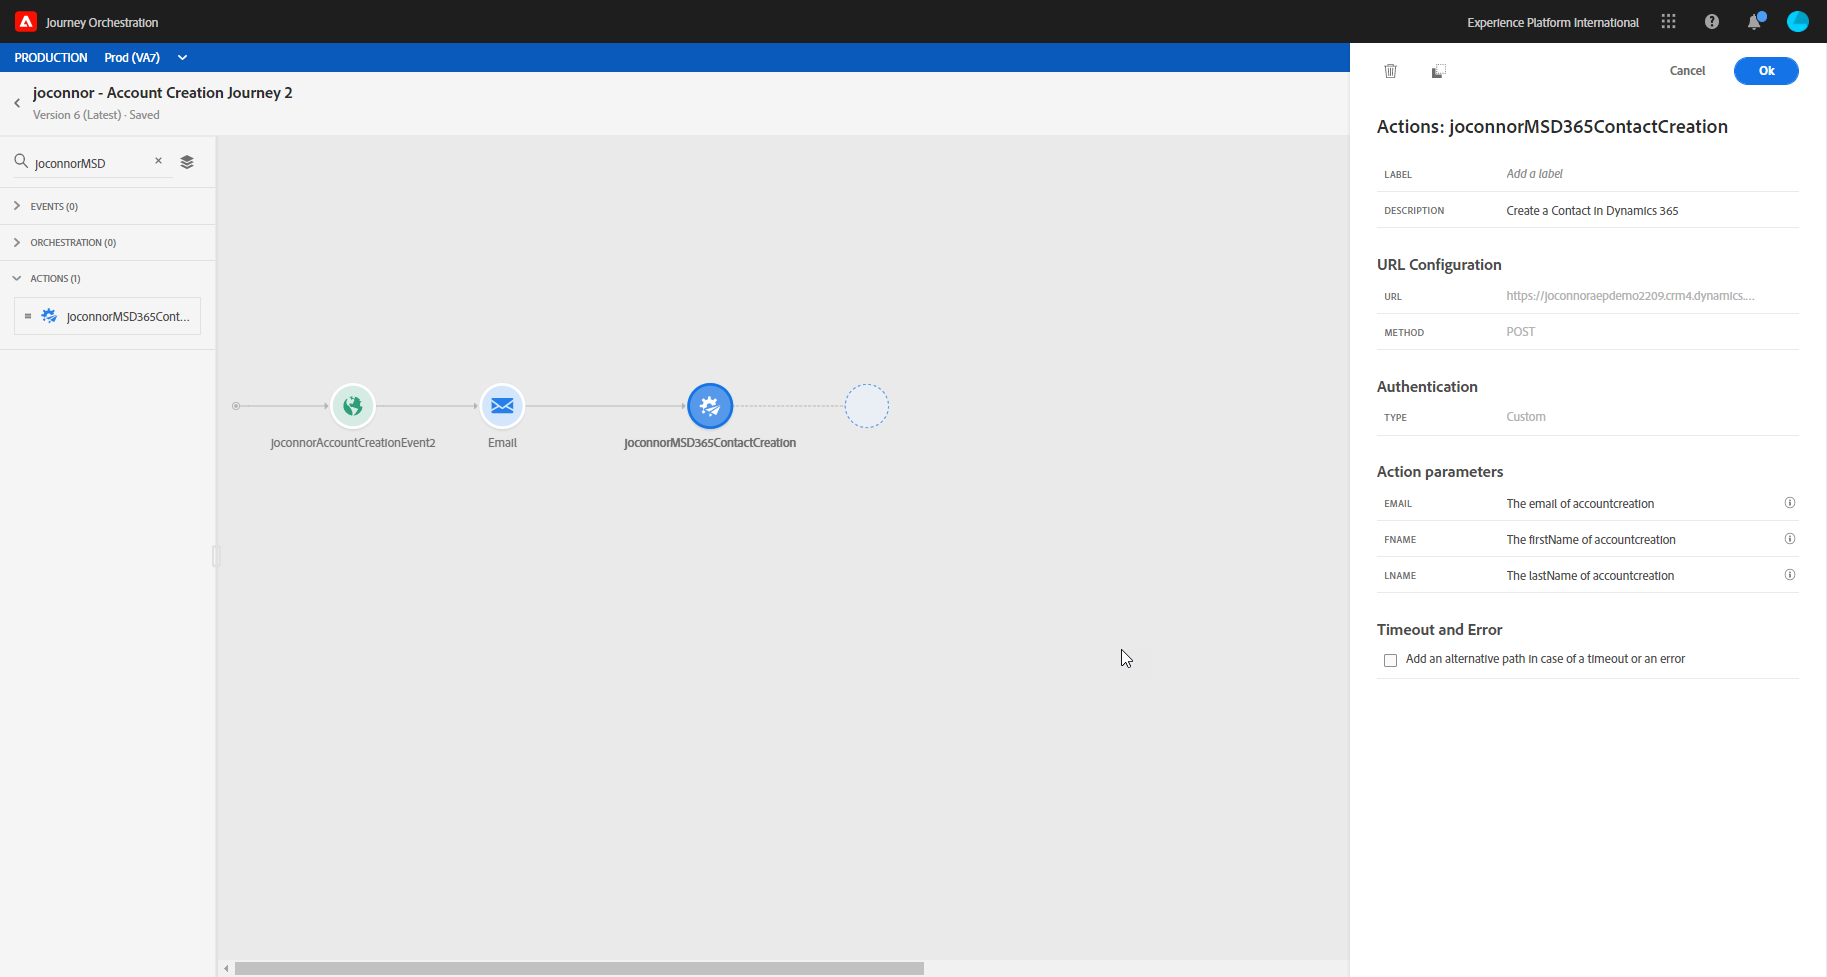 Journey Orchestration
Experience Platform International
PRODUCTION Prod (VA7)
joconnor - Account Creation Journey 2
Version 6 (Latest) · Saved
Cancel
Ok
joconnorMSD
EVENTS (0)
ORCHESTRATION (0)
ACTIONS (1)
joconnorMSD365Cont...
joconnorAccountCreationEvent2
Email
joconnorMSD365ContactCreation
Actions: joconnorMSD365ContactCreation
LABEL Add a label
DESCRIPTION Create a Contact in Dynamics 365
URL Configuration
URL https://joconnoraepdemo2209.crm4.dynamics....
METHOD POST
Authentication
TYPE Custom
Action parameters
EMAIL The email of accountcreation
FNAME The firstName of accountcreation
LNAME The lastName of accountcreation
Timeout and Error
Add an alternative path in case of a timeout or an error